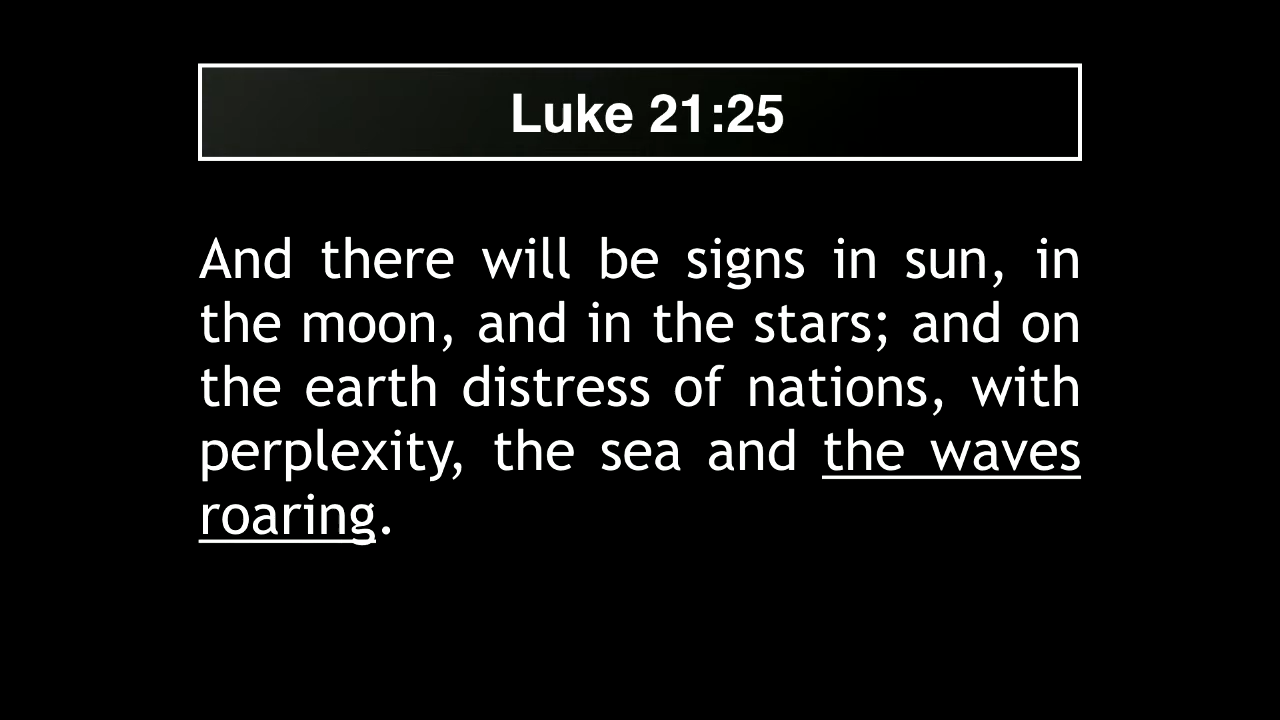 Luke 21:25
And there will be signs in sun, in
the moon, and in the stars; and on
the earth distress of nations, with
perplexity, the sea and the waves
roaring.